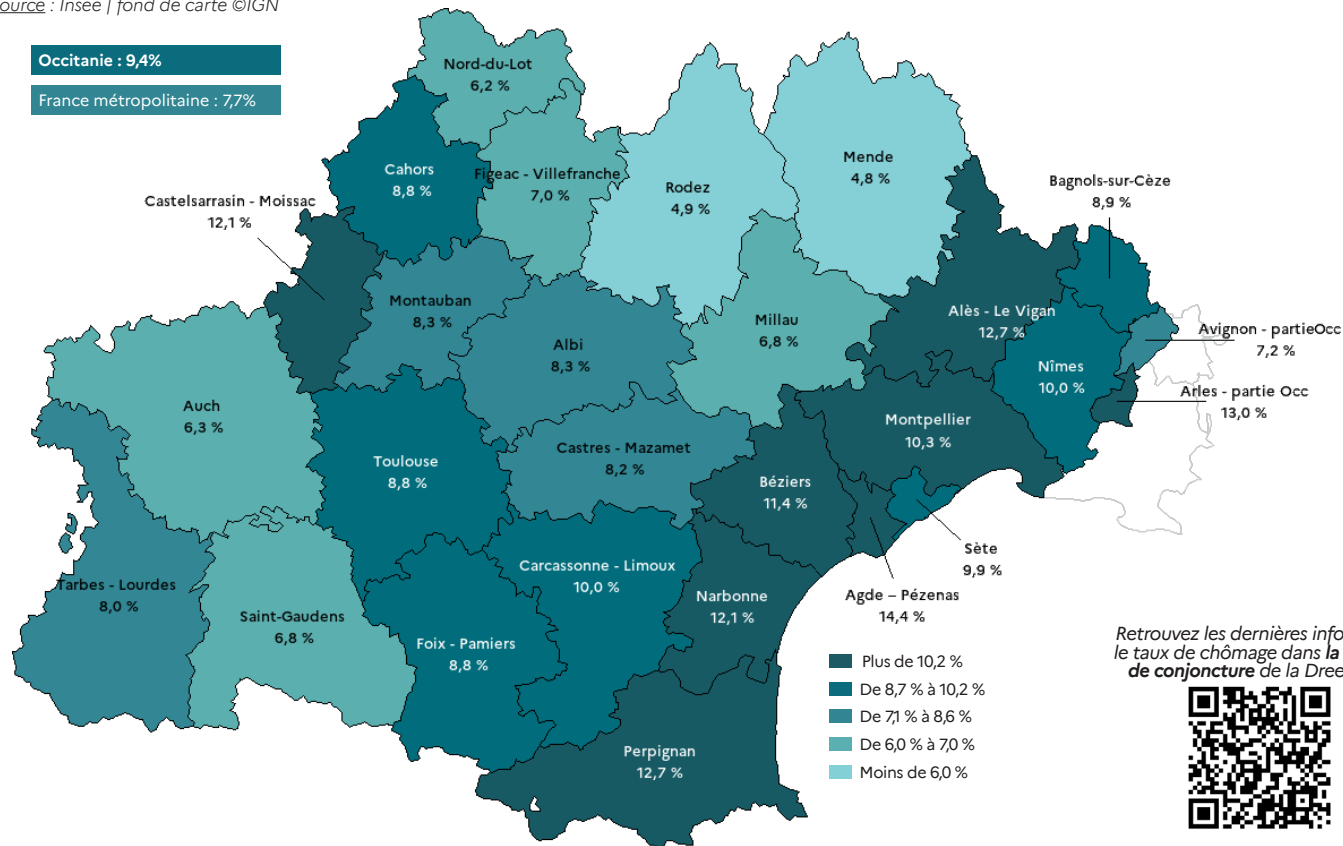 ource : Insee | fond de carte ©IGN
Occitanie : 9,4%
France métropolitaine : 7,7%
Nord-du-Lot
6,2 %
Cahors
8,8 %
Figeac - Villefranche
7,0 %
Rodez
4,9 %
Mende
4,8 %
Bagnols-sur-Cèze
8,9 %
Castelsarrasin - Moissac
12,1 %
Montauban
8,3 %
Albi
8,3 %
Millau
6,8 %
Alès - Le Vigan
12,7 %
Avignon - partieOcc
7,2 %
Nîmes
10,0 %
Arles - partie Occ
13,0 %
Auch
6,3 %
Montpellier
10,3 %
Toulouse
8,8 %
Castres - Mazamet
8,2 %
Béziers
11,4 %
Sète
9,9 %
Tarbes - Lourdes
8,0 %
Saint-Gaudens
6,8 %
Carcassonne - Limoux
10,0 %
Narbonne
12,1 %
Agde – Pézenas
14,4 %
Foix - Pamiers
8,8 %
Perpignan
12,7 %
Plus de 10,2 %
De 8,7 % à 10,2 %
De 7,1 % à 8,6 %
De 6,0 % à 7,0 %
Moins de 6,0 %
Retrouvez les dernières info
le taux de chômage dans la
de conjoncture de la Dree